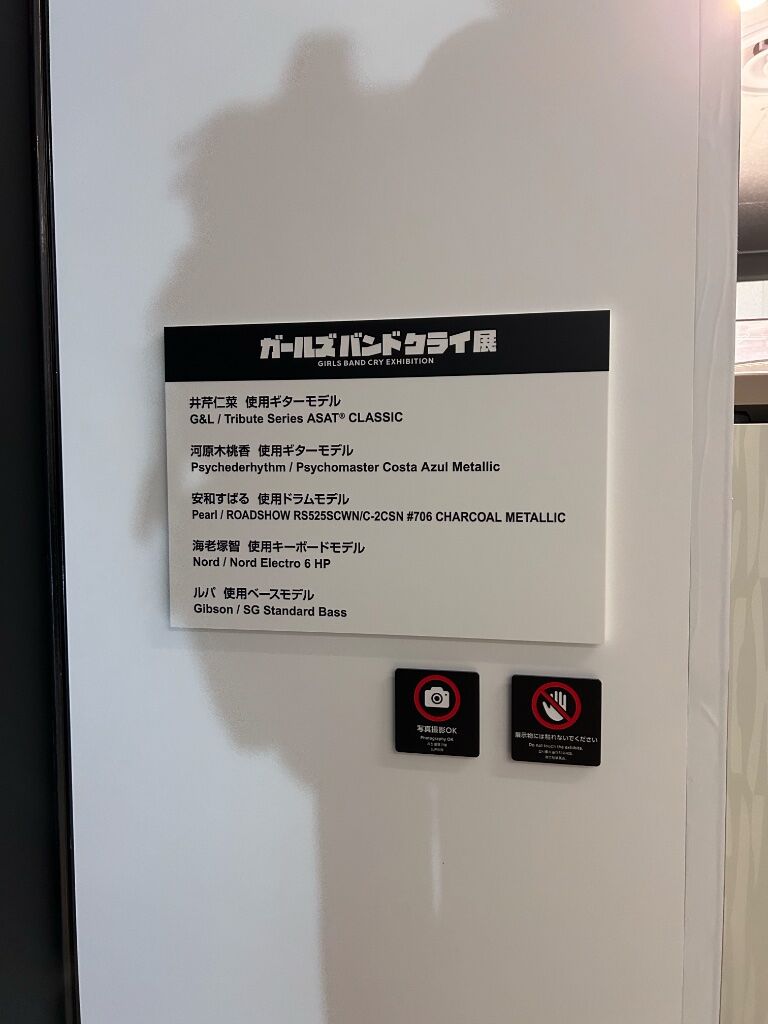 ガールズバンドクライ展
GIRLS BAND CRY EXHIBITION
井芹仁菜 使用ギターモデル
G&L / Tribute Series ASAT® CLASSIC
河原木桃香 使用ギターモデル
Psychederhythm / Psychomaster Costa Azul Metallic
安和すばる 使用ドラムモデル
Pearl / ROADSHOW RS525SCWN/C-2CSN #706 CHARCOAL METALLIC
海老塚智 使用キーボードモデル
Nord / Nord Electro 6 HP
ルパ 使用ベースモデル
Gibson / SG Standard Bass
写真撮影OK
Photography OK
展示物には触れないでください
Do not touch the exhibits.